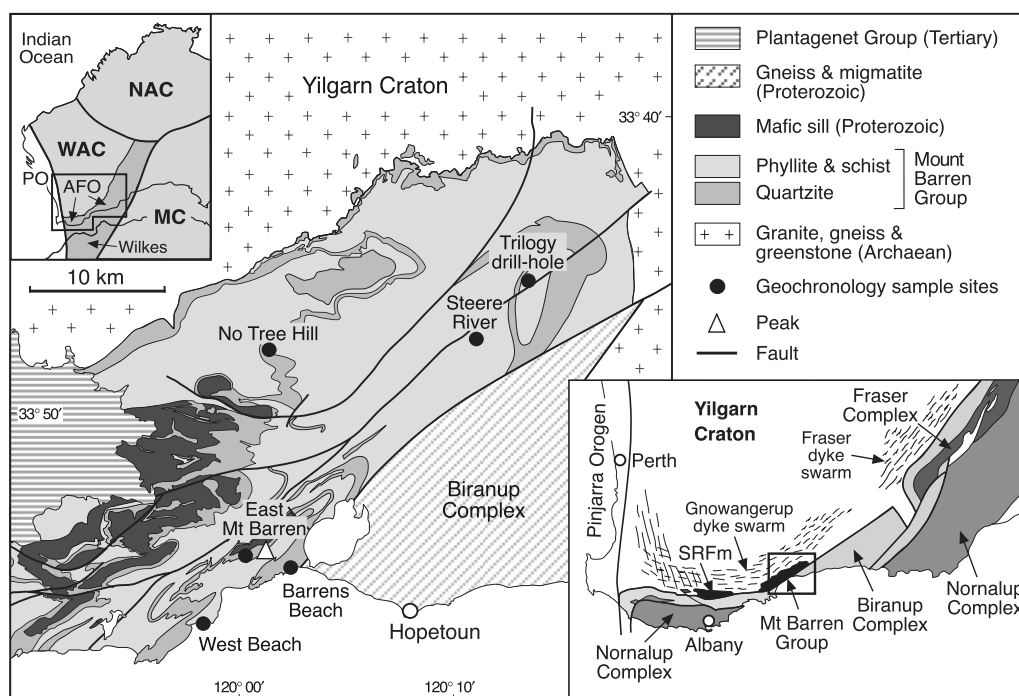 Indian
Ocean
NAC
WAC
PO
AFO
MC
Wilkes
10 km
Yilgarn Craton
33° 40′
Trilogy
drill-hole
Steere
River
No Tree Hill
33° 50′
East
Mt Barren
Biranup
Complex
Barrens
Beach
West Beach
Hopetoun
120° 00′
120° 10′
Plantagenet Group (Tertiary)
Gneiss & migmatite
(Proterozoic)
Mafic sill (Proterozoic)
Phyllite & schist
Quartzite
Mount
Barren
Group
Granite, gneiss &
greenstone (Archaean)
Geochronology sample sites
Peak
Fault
Pinjarra Orogen
Perth
Yilgarn
Craton
Fraser
Complex
Fraser
dyke
swarm
Gnowangerup
dyke swarm
SRFm
Nornalup
Complex
Albany
Mt Barren
Group
Biranup
Complex
Nornalup
Complex